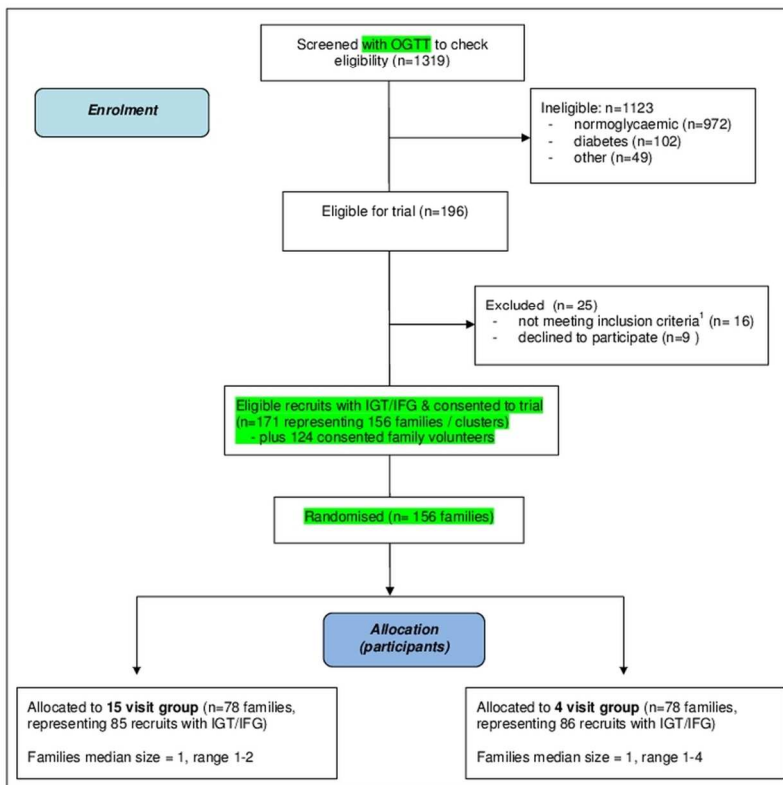 Screened with OGTT to check
eligibility (n=1319)
Enrolment
Ineligible: n=1123
- normoglycaemic (n=972)
- diabetes (n=102)
- other (n=49)
Eligible for trial (n=196)
Excluded (n= 25)
- not meeting inclusion criteria¹ (n= 16)
- declined to participate (n=9 )
Eligible recruits with IGT/IFG & consented to trial
(n=171 representing 156 families / clusters)
- plus 124 consented family volunteers
Randomised (n= 156 families)
Allocation
(participants)
Allocated to 15 visit group (n=78 families,
representing 85 recruits with IGT/IFG)
Families median size = 1, range 1-2
Allocated to 4 visit group (n=78 families,
representing 86 recruits with IGT/IFG)
Families median size = 1, range 1-4